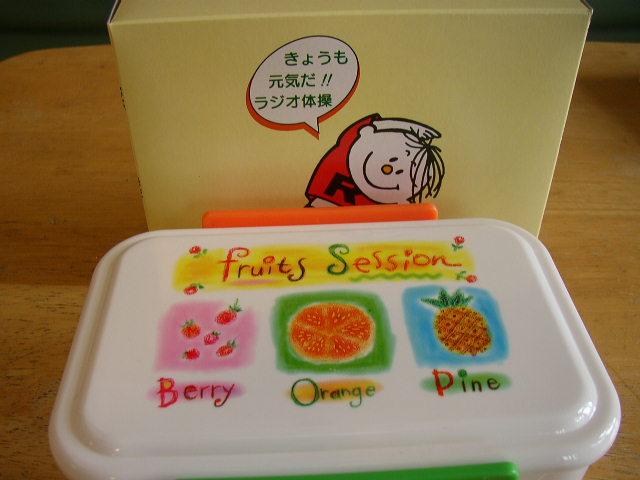 きょうも
元気だ!!
ラジオ体操
R
fruits Session
Berry
Orange
Pine